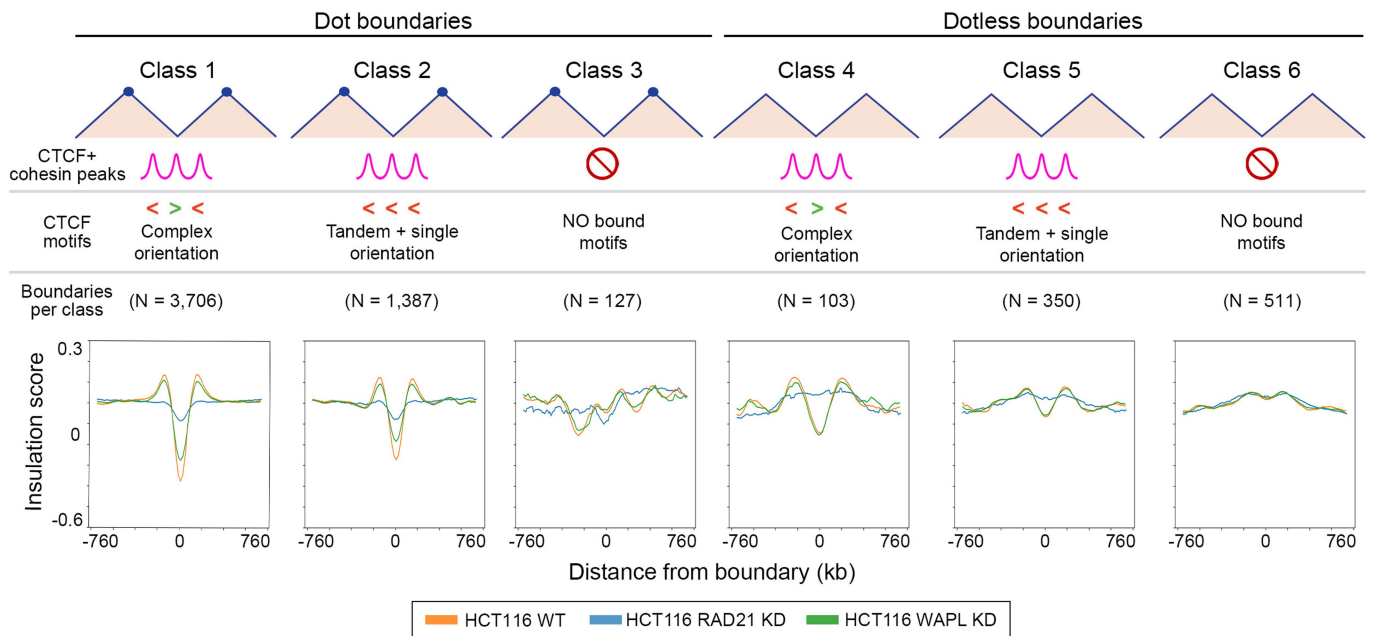 Dot boundaries Dotless boundaries
Class 1 Class 2 Class 3 Class 4 Class 5 Class 6
CTCF+
cohesin peaks
< > < < < < < > < < < <
CTCF
motifs
Complex
orientation
Tandem + single
orientation
NO bound
motifs
Complex
orientation
Tandem + single
orientation
NO bound
motifs
Boundaries
per class
(N = 3,706) (N = 1,387) (N = 127) (N = 103) (N = 350) (N = 511)
Insulation score
0.3
0
-0.6
-760 0 760 -760 0 760 -760 0 760 -760 0 760 -760 0 760 -760 0 760
Distance from boundary (kb)
HCT116 WT HCT116 RAD21 KD HCT116 WAPL KD